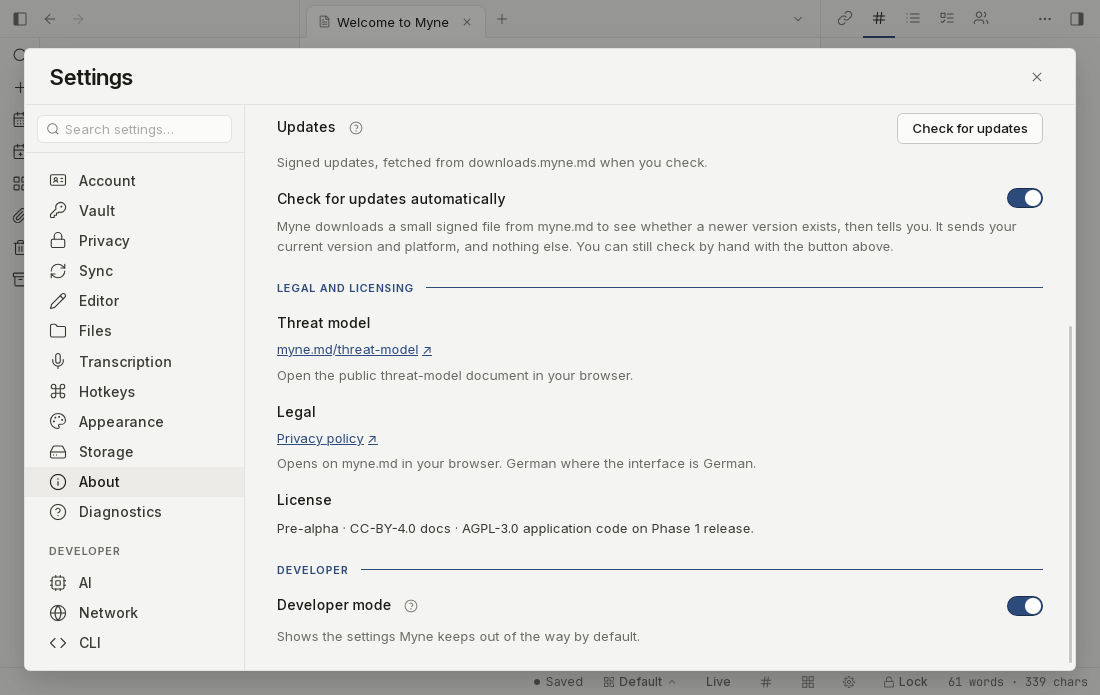 Welcome to Myne
Settings
Search settings…
Account
Vault
Privacy
Sync
Editor
Files
Transcription
Hotkeys
Appearance
Storage
About
Diagnostics
DEVELOPER
AI
Network
CLI
Updates
Check for updates
Signed updates, fetched from downloads.myne.md when you check.
Check for updates automatically
Myne downloads a small signed file from myne.md to see whether a newer version exists, then tells you. It sends your
current version and platform, and nothing else. You can still check by hand with the button above.
LEGAL AND LICENSING
Threat model
myne.md/threat-model ↗
Open the public threat-model document in your browser.
Legal
Privacy policy ↗
Opens on myne.md in your browser. German where the interface is German.
License
Pre-alpha · CC-BY-4.0 docs · AGPL-3.0 application code on Phase 1 release.
DEVELOPER
Developer mode
Shows the settings Myne keeps out of the way by default.
Saved Default Live Lock 61 words · 339 chars